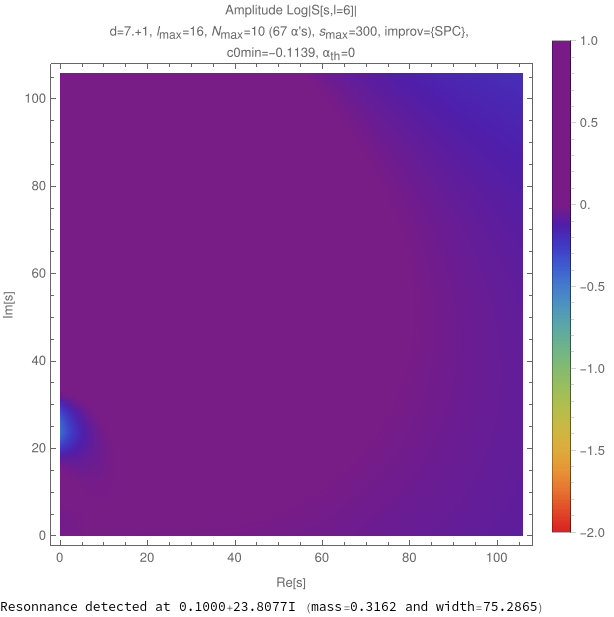 Amplitude Log|S[s,l=6]|
d=7.+1, lmax=16, Nmax=10 (67 α's), smax=300, improv={SPC},
c0min=−0.1139, αth=0
100
80
60
40
20
0
Im[s]
0 20 40 60 80 100
Re[s]
1.0
0.5
0.
−0.5
−1.0
−1.5
−2.0
Resonnance detected at 0.1000+23.8077I (mass=0.3162 and width=75.2865)